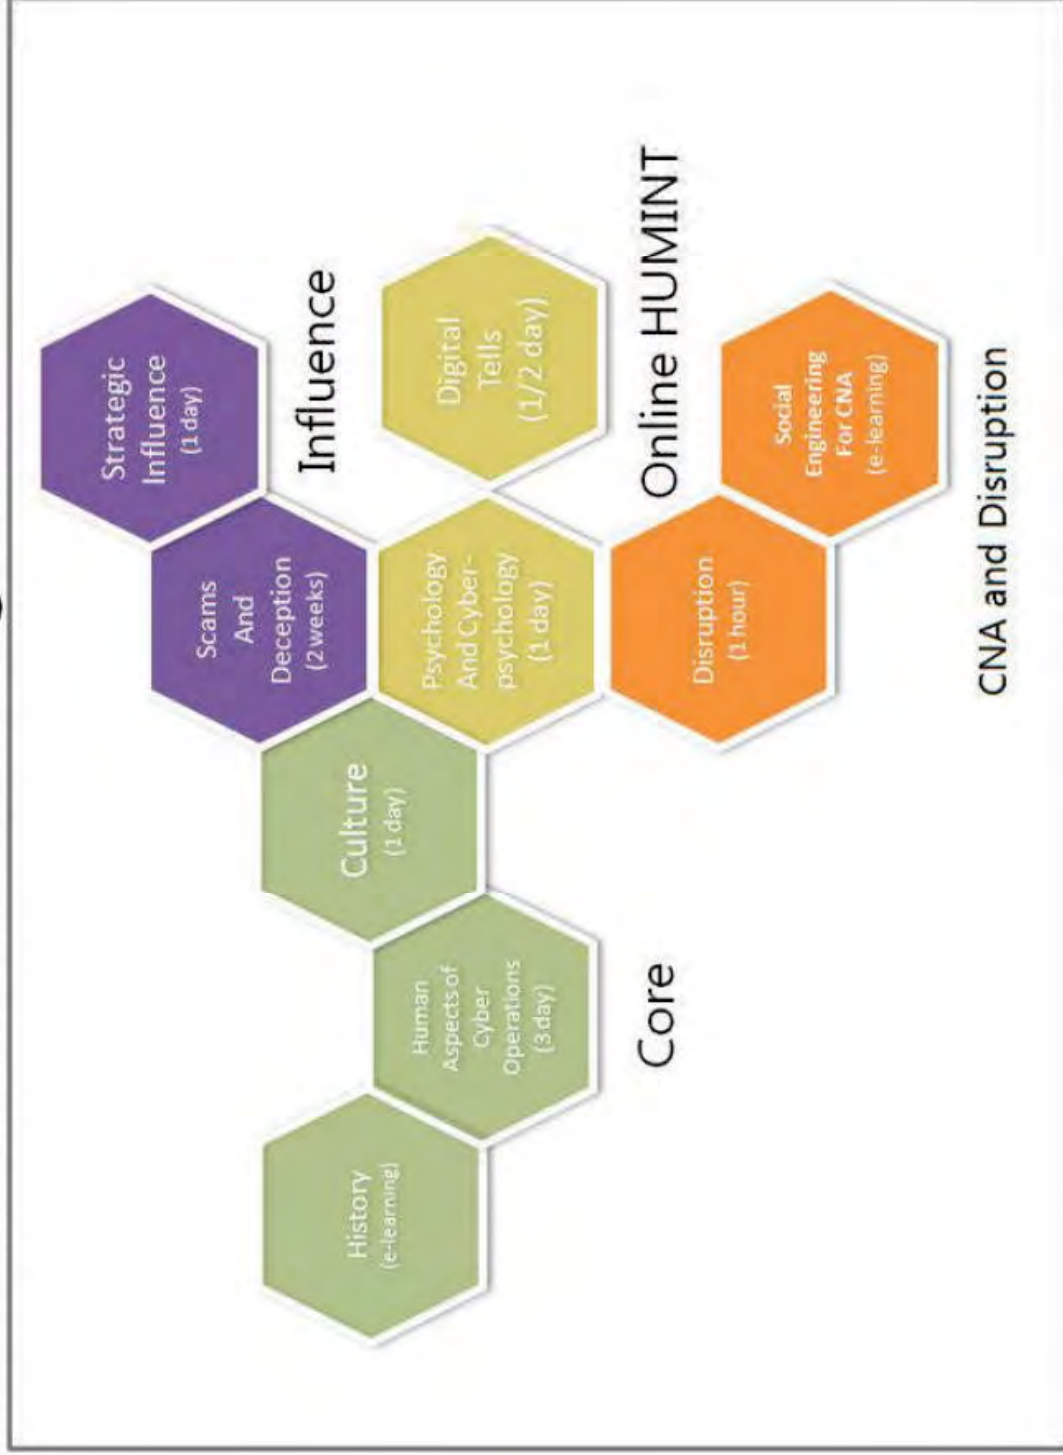 Strategic
Influence
(1 day)
Scams
And
Deception
(2 weeks)
Influence
Culture
(1 day)
Psychology
And Cyber-
psychology
(1 day)
Digital
Tells
(1/2 day)
History
(e-learning)
Human
Aspects of
Cyber
Operations
(3 day)
Core
Online HUMINT
Disruption
(1 hour)
Social
Engineering
For CNA
(e-learning)
CNA and Disruption